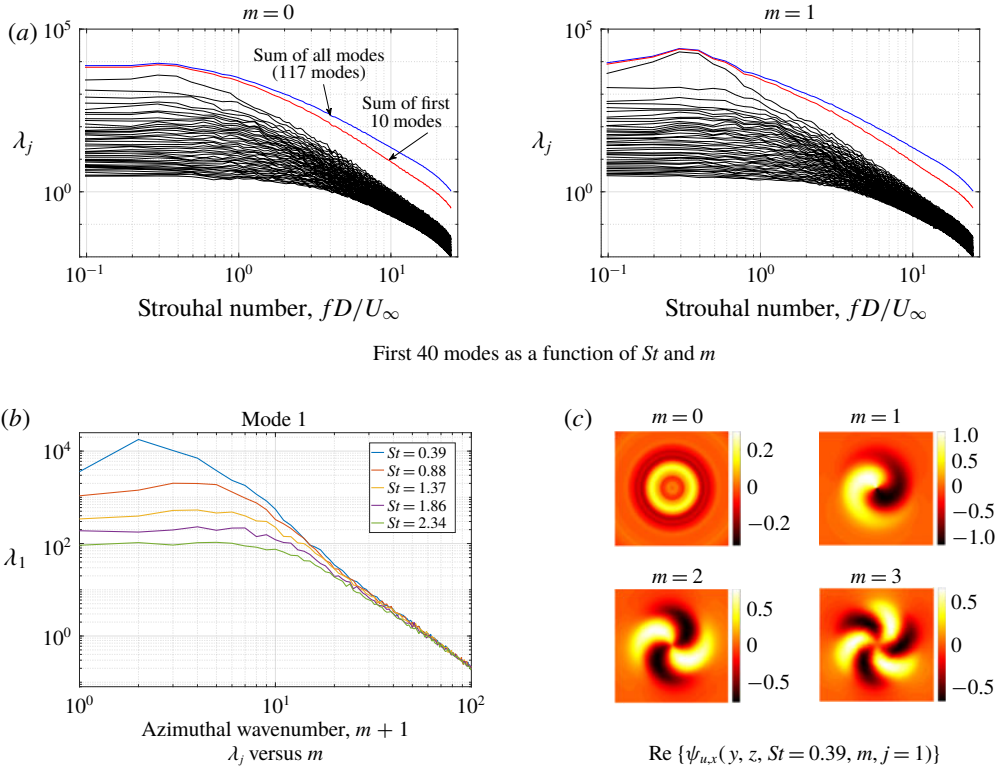 (a)
m = 0
m = 1
10^5
λ_j
10^0
Sum of all modes
(117 modes)
Sum of first
10 modes
10^−1
10^0
10^1
Strouhal number, fD/U_∞
10^5
λ_j
10^0
10^−1
10^0
10^1
Strouhal number, fD/U_∞
First 40 modes as a function of St and m
(b)
Mode 1
10^4
10^2
λ_1
10^0
St = 0.39
St = 0.88
St = 1.37
St = 1.86
St = 2.34
10^0
10^1
10^2
Azimuthal wavenumber, m + 1
λ_j versus m
(c)
m = 0
0.2
0
−0.2
m = 1
1.0
0.5
0
−0.5
−1.0
m = 2
0.5
0
−0.5
m = 3
0.5
0
−0.5
Re {ψ_u,x(y, z, St = 0.39, m, j = 1)}